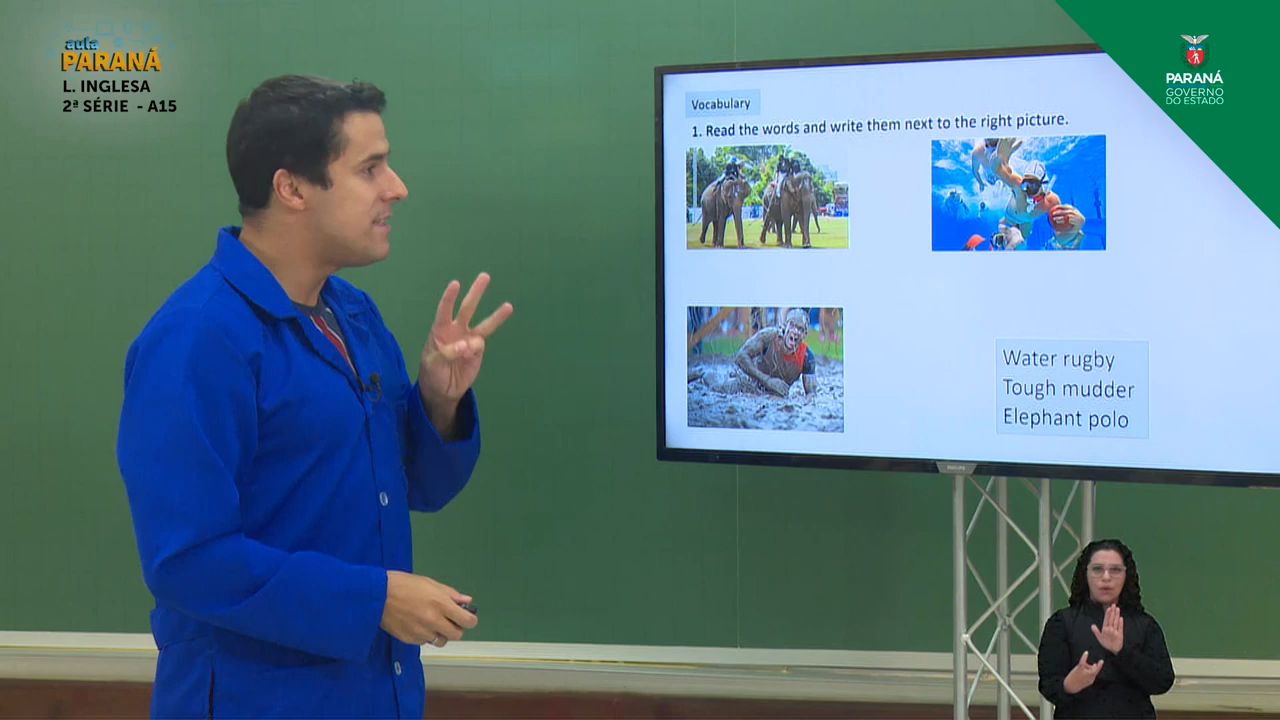 aula
PARANÁ
L. INGLESA
2ª SÉRIE - A15
PARANÁ
GOVERNO
DO ESTADO
Vocabulary
1. Read the words and write them next to the right picture.
Water rugby
Tough mudder
Elephant polo
PHILIPS